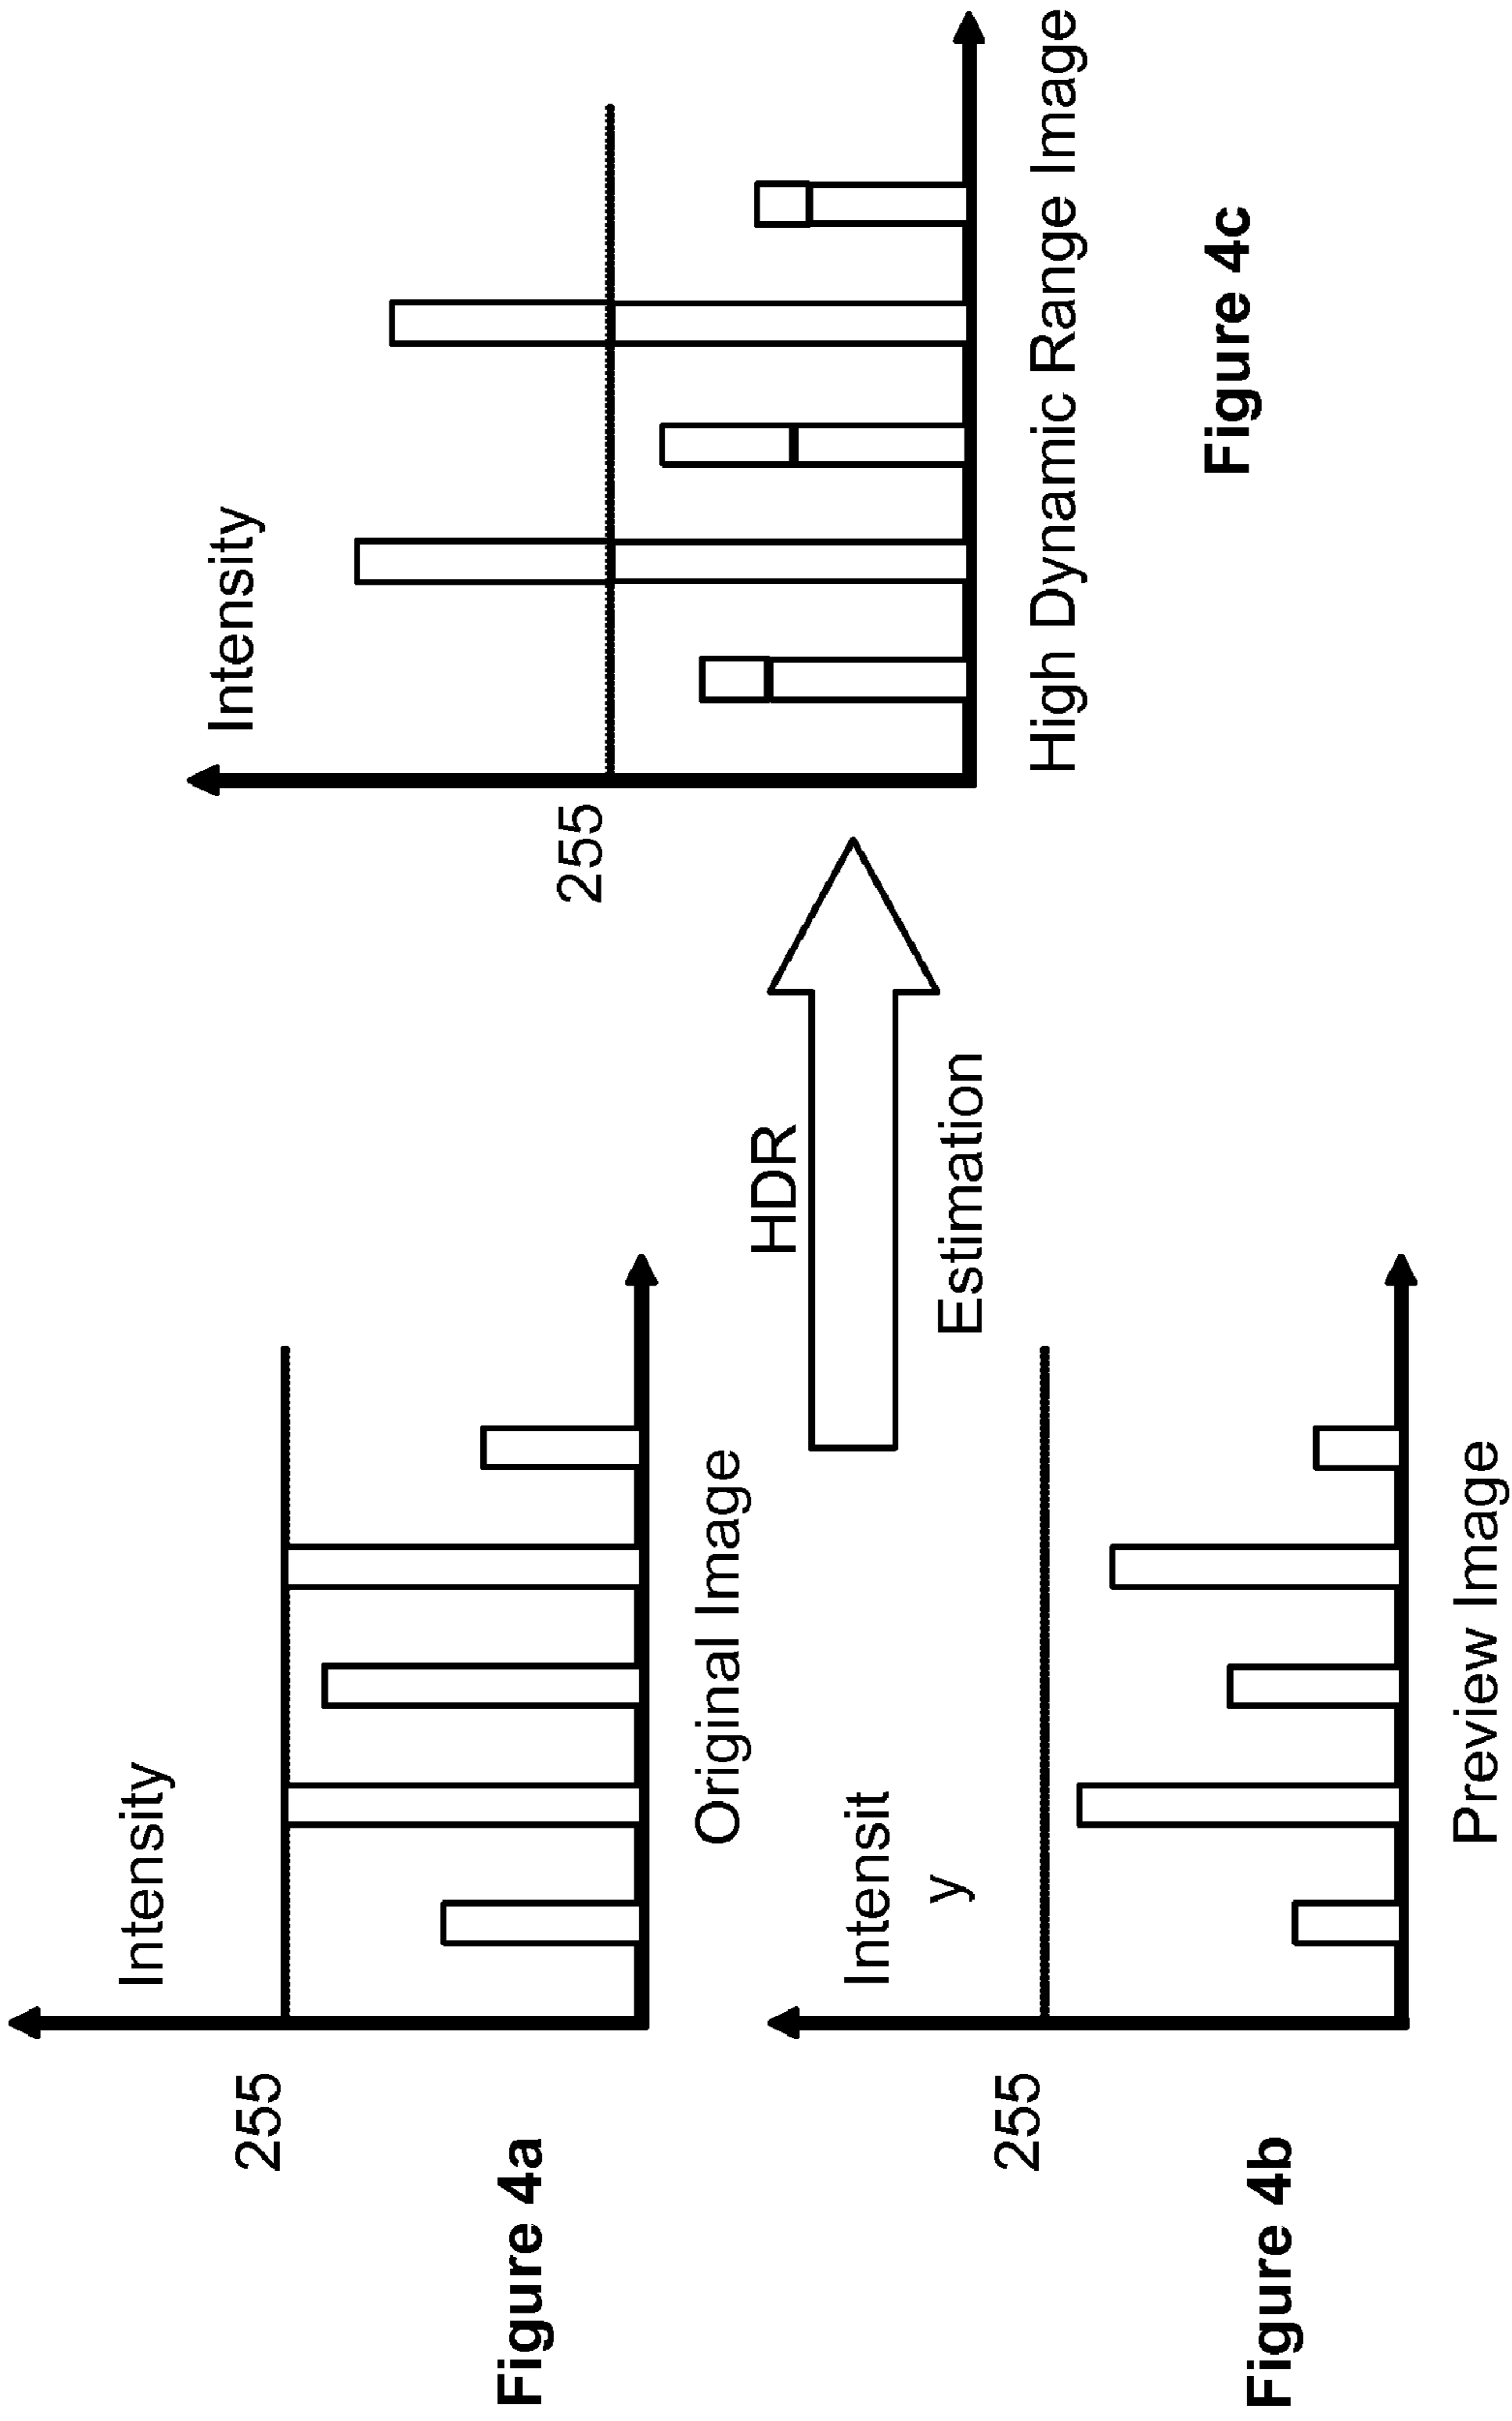 Intensity
255
Original Image
Figure 4a
Intensit
y
255
Preview Image
Figure 4b
HDR
Estimation
Intensity
255
High Dynamic Range Image
Figure 4c